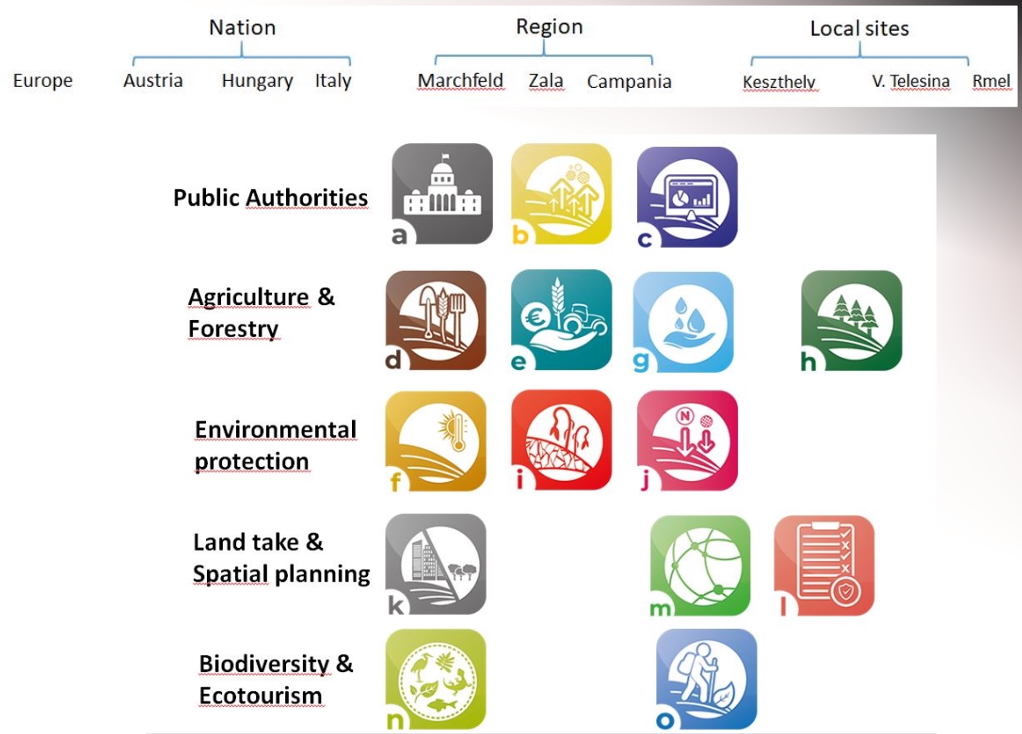 Nation Region Local sites
Europe Austria Hungary Italy Marchfeld Zala Campania Keszthely V. Telesina Rmel
Public Authorities
a b c
Agriculture &
Forestry
€
d e g h
Environmental
protection
N
f i j
Land take &
Spatial planning
k m l
Biodiversity &
Ecotourism
n o